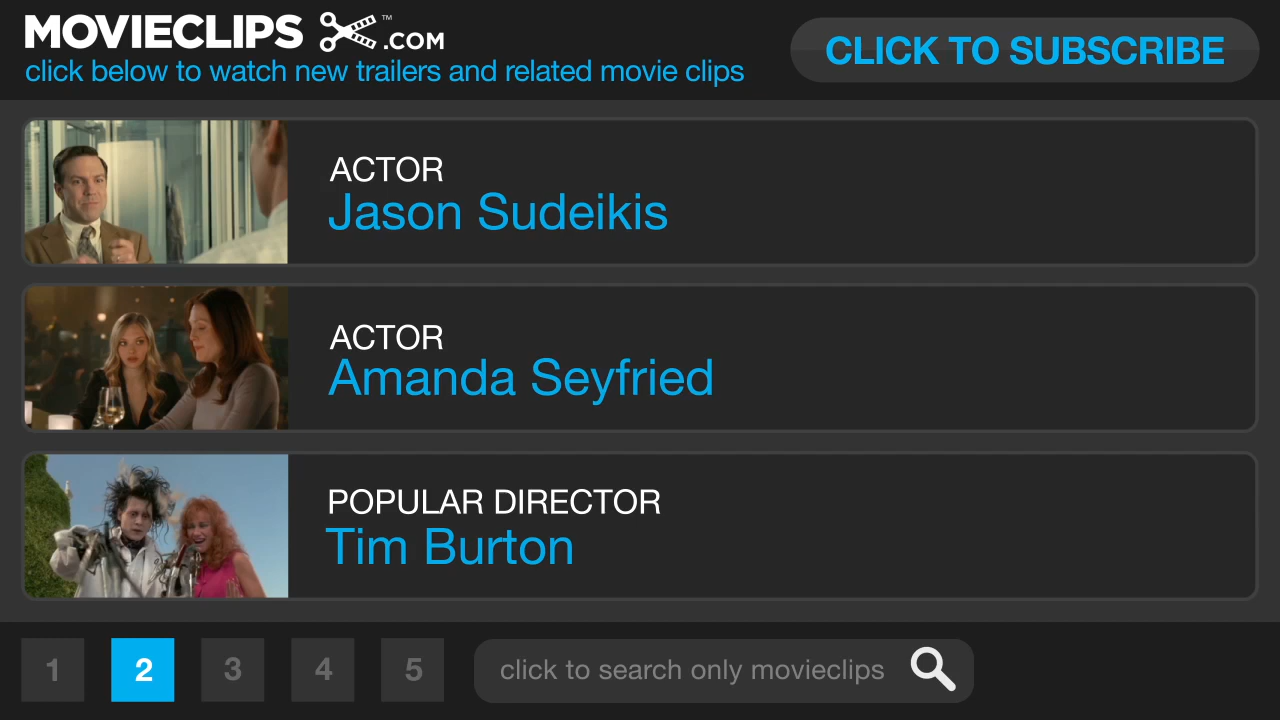 MOVIECLIPS ™ .COM
click below to watch new trailers and related movie clips
CLICK TO SUBSCRIBE
ACTOR
Jason Sudeikis
ACTOR
Amanda Seyfried
POPULAR DIRECTOR
Tim Burton
1 2 3 4 5
click to search only movieclips